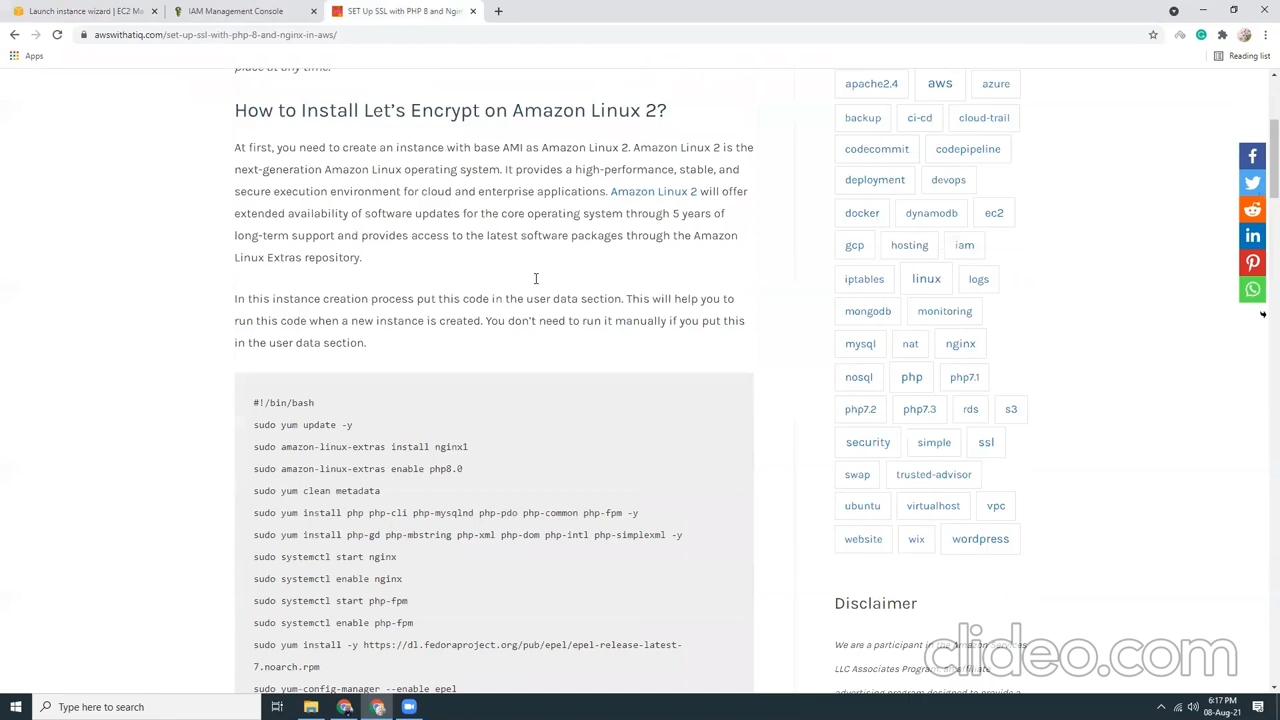 Launch instance wizard | EC2 Ma
IAM Management Console
SET Up SSL with PHP 8 and Nginx
awswithatiq.com/set-up-ssl-with-php-8-and-nginx-in-aws/
Apps
Reading list
place at any time.
How to Install Let's Encrypt on Amazon Linux 2?
At first, you need to create an instance with base AMI as Amazon Linux 2. Amazon Linux 2 is the
next-generation Amazon Linux operating system. It provides a high-performance, stable, and
secure execution environment for cloud and enterprise applications. Amazon Linux 2 will offer
extended availability of software updates for the core operating system through 5 years of
long-term support and provides access to the latest software packages through the Amazon
Linux Extras repository.
In this instance creation process put this code in the user data section. This will help you to
run this code when a new instance is created. You don't need to run it manually if you put this
in the user data section.
#!/bin/bash
sudo yum update -y
sudo amazon-linux-extras install nginx1
sudo amazon-linux-extras enable php8.0
sudo yum clean metadata
sudo yum install php php-cli php-mysqlnd php-pdo php-common php-fpm -y
sudo yum install php-gd php-mbstring php-xml php-dom php-intl php-simplexml -y
sudo systemctl start nginx
sudo systemctl enable nginx
sudo systemctl start php-fpm
sudo systemctl enable php-fpm
sudo yum install -y https://dl.fedoraproject.org/pub/epel/epel-release-latest-
7.noarch.rpm
sudo yum-config-manager --enable epel
apache2.4 aws azure
backup ci-cd cloud-trail
codecommit codepipeline
deployment devops
docker dynamodb ec2
gcp hosting iam
iptables linux logs
mongodb monitoring
mysql nat nginx
nosql php php7.1
php7.2 php7.3 rds s3
security simple ssl
swap trusted-advisor
ubuntu virtualhost vpc
website wix wordpress
Disclaimer
We are a participant in the Amazon Services
LLC Associates Program, an affiliate
advertising program designed to provide a
clideo.com
Type here to search
6:17 PM
08-Aug-21